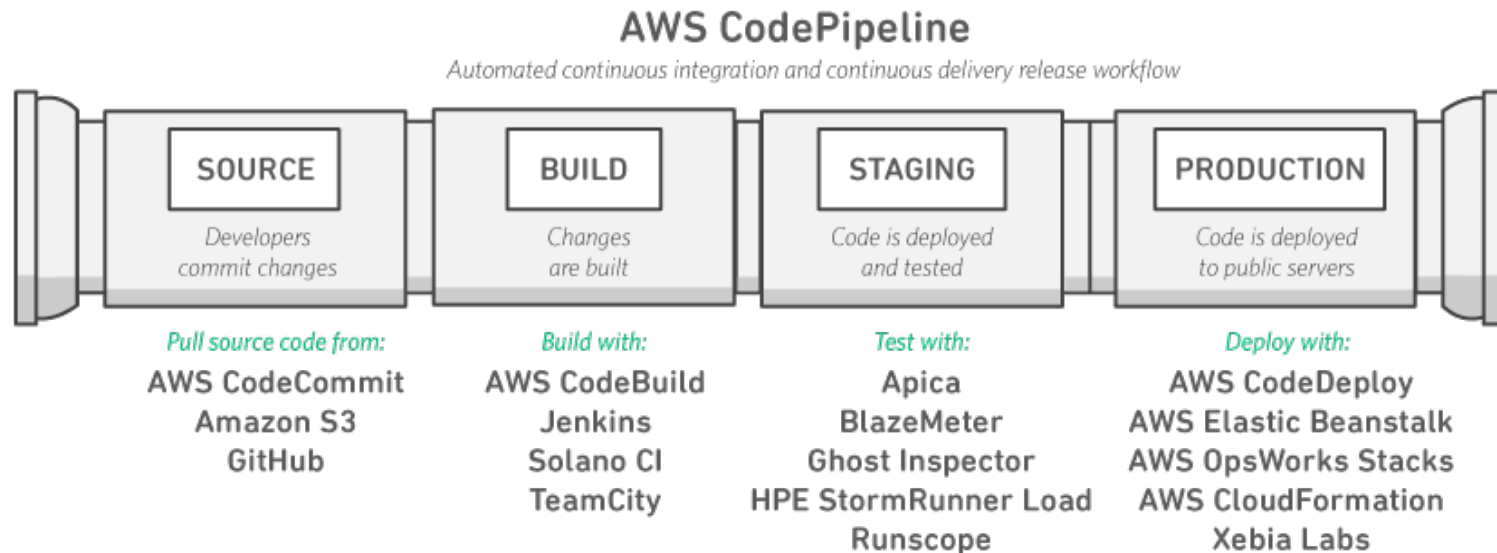 AWS CodePipeline
Automated continuous integration and continuous delivery release workflow
SOURCE
Developers
commit changes
Pull source code from:
AWS CodeCommit
Amazon S3
GitHub
BUILD
Changes
are built
Build with:
AWS CodeBuild
Jenkins
Solano CI
TeamCity
STAGING
Code is deployed
and tested
Test with:
Apica
BlazeMeter
Ghost Inspector
HPE StormRunner Load
Runscope
PRODUCTION
Code is deployed
to public servers
Deploy with:
AWS CodeDeploy
AWS Elastic Beanstalk
AWS OpsWorks Stacks
AWS CloudFormation
Xebia Labs